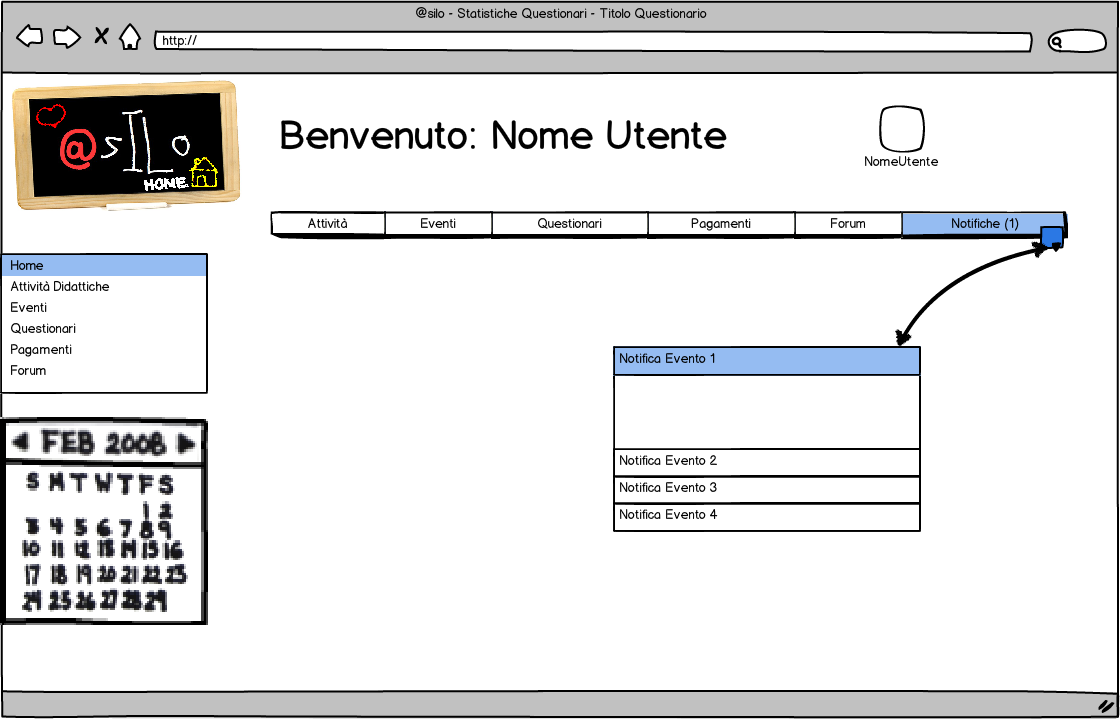 @silo - Statistiche Questionari - Titolo Questionario
http://
@sILo
HOME
Benvenuto: Nome Utente
NomeUtente
Attività Eventi Questionari Pagamenti Forum Notifiche (1)
Home
Attività Didattiche
Eventi
Questionari
Pagamenti
Forum
Notifica Evento 1
Notifica Evento 2
Notifica Evento 3
Notifica Evento 4
FEB 2008
S M T W T F S
1 2
3 4 5 6 7 8 9
10 11 12 13 14 15 16
17 18 19 20 21 22 23
24 25 26 27 28 29